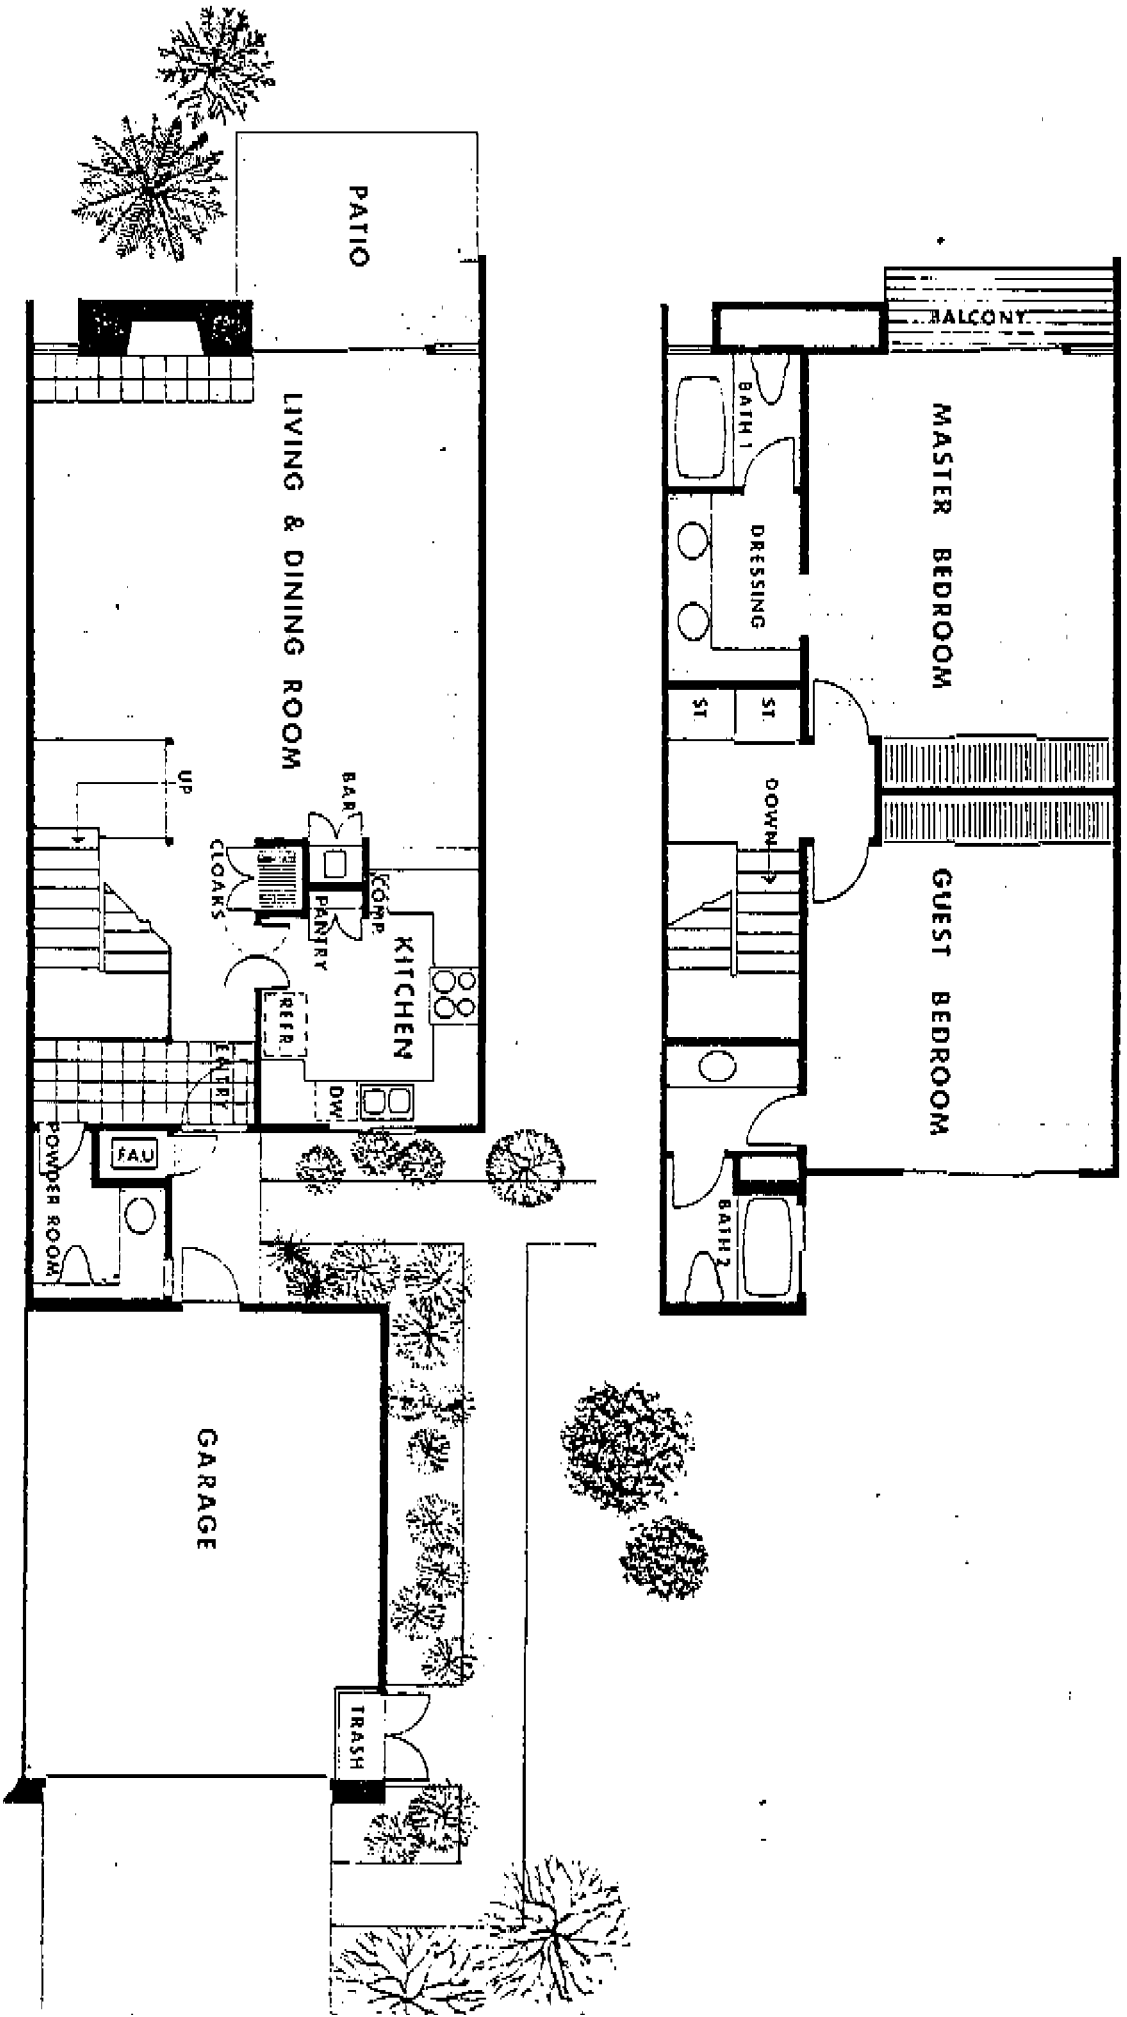 PATIO
LIVING & DINING ROOM
UP
BAR
CLOAKS
PANTRY
COMP.
KITCHEN
REFR
DW
ENTRY
POWDER ROOM
FAU
GARAGE
TRASH
BALCONY
MASTER BEDROOM
BATH 1
DRESSING
ST.
ST.
DOWN
GUEST BEDROOM
BATH 2